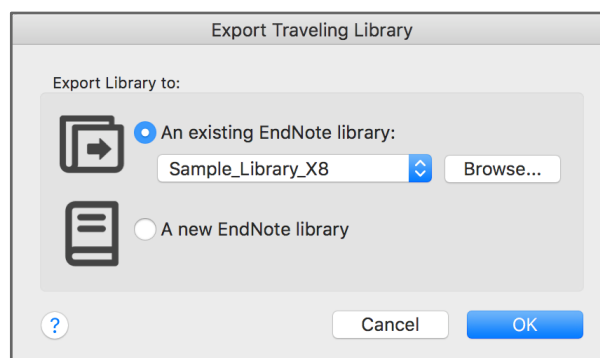 Export Traveling Library
Export Library to:
An existing EndNote library:
Sample_Library_X8
Browse...
A new EndNote library
?
Cancel
OK